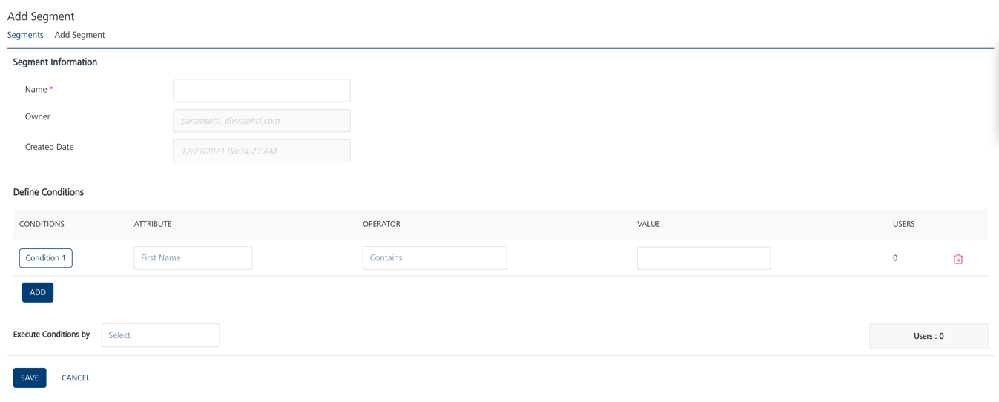 Add Segment
Segments Add Segment
Segment Information
Name *
Owner paramsetti_divya@hcl.com
Created Date 12/27/2021 08:34:23 AM
Define Conditions
CONDITIONS ATTRIBUTE OPERATOR VALUE USERS
Condition 1 First Name Contains 0
ADD
Execute Conditions by Select Users : 0
SAVE CANCEL